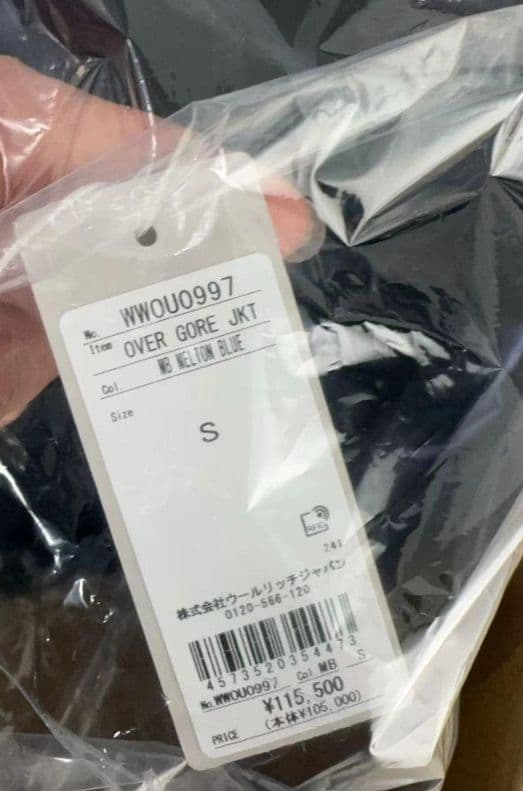 No. WWOU0997
Item OVER GORE JKT
Col. MB MELTON BLUE
Size
S
RFID
241
株式会社ウールリッチジャパン
0120-566-120
4573520354473
No. WWOU0997 Col MB S
¥115,500
PRICE (本体¥105,000)